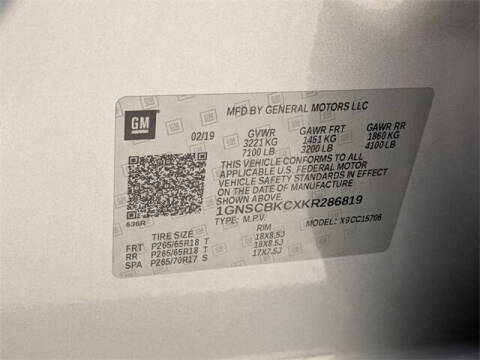 GM
MFD BY GENERAL MOTORS LLC
02/19 GVWR GAWR FRT GAWR RR
3221 KG 1451 KG 1860 KG
7100 LB 3200 LB 4100 LB
THIS VEHICLE CONFORMS TO ALL
APPLICABLE U.S. FEDERAL MOTOR
VEHICLE SAFETY STANDARDS IN EFFECT
ON THE DATE OF MANUFACTURE
SHOWN ABOVE.
1GNSCBKCXKR286819
636R TYPE: M.P.V. MODEL: X9CC15706
TIRE SIZE RIM
FRT P265/65R18 T 18X8.5J
RR P265/65R18 T 18X8.5J
SPA P265/70R17 S 17X7.5J